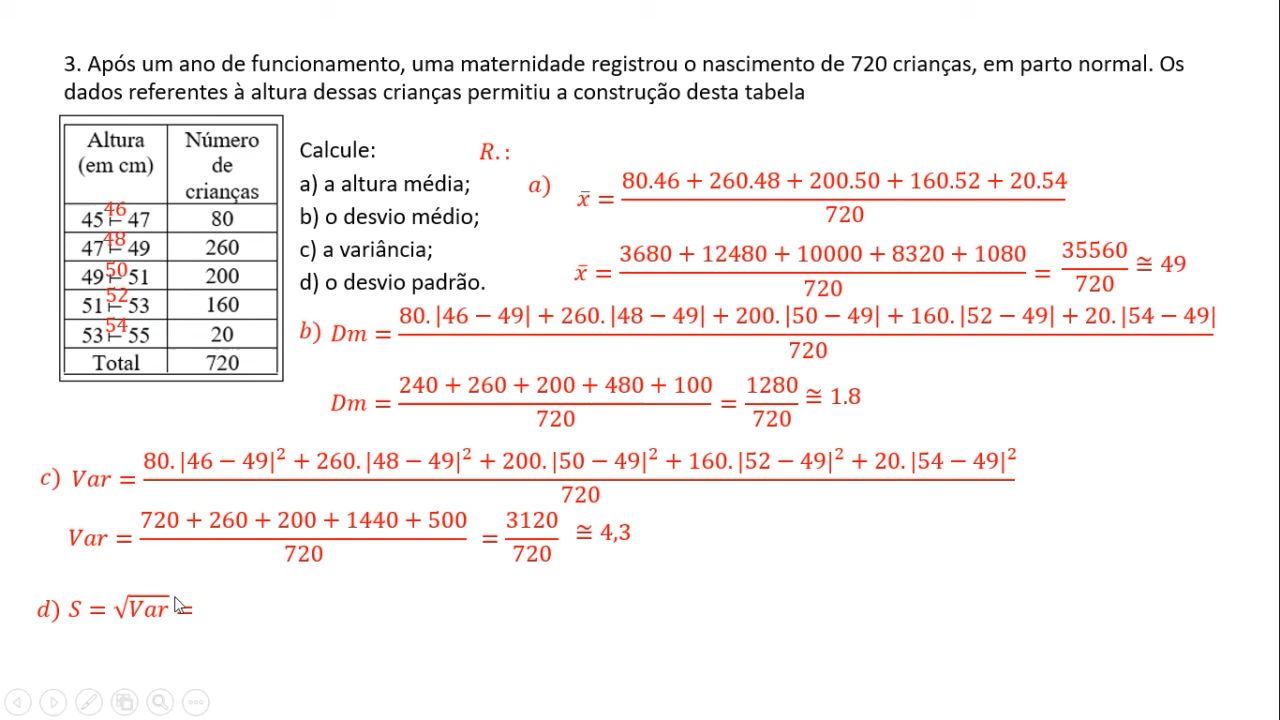 3. Após um ano de funcionamento, uma maternidade registrou o nascimento de 720 crianças, em parto normal. Os
dados referentes à altura dessas crianças permitiu a construção desta tabela
Altura (em cm) Número de crianças
45 ⊢ 47 80
46
47 ⊢ 49 260
48
49 ⊢ 51 200
50
51 ⊢ 53 160
52
53 ⊢ 55 20
54
Total 720
Calcule:
a) a altura média;
b) o desvio médio;
c) a variância;
d) o desvio padrão.
R.:
a) x̄ = (80.46 + 260.48 + 200.50 + 160.52 + 20.54) / 720
x̄ = (3680 + 12480 + 10000 + 8320 + 1080) / 720 = 35560 / 720 ≅ 49
b) Dm = (80.|46 − 49| + 260.|48 − 49| + 200.|50 − 49| + 160.|52 − 49| + 20.|54 − 49|) / 720
Dm = (240 + 260 + 200 + 480 + 100) / 720 = 1280 / 720 ≅ 1.8
c) Var = (80.|46 − 49|² + 260.|48 − 49|² + 200.|50 − 49|² + 160.|52 − 49|² + 20.|54 − 49|²) / 720
Var = (720 + 260 + 200 + 1440 + 500) / 720 = 3120 / 720 ≅ 4,3
d) S = √Var =